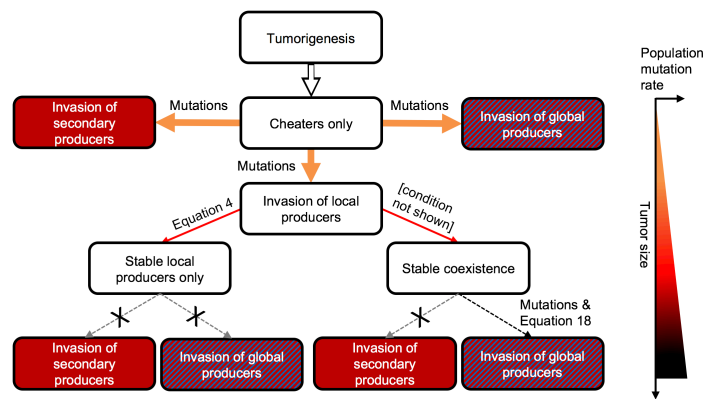 Tumorigenesis
Population
mutation
rate
Invasion of
secondary
producers
Mutations
Cheaters only
Mutations
Invasion of global
producers
Mutations
Invasion of local
producers
Equation 4
[condition
not shown]
Tumor size
Stable local
producers only
Stable coexistence
Mutations &
Equation 18
Invasion of
secondary
producers
Invasion of global
producers
Invasion of
secondary
producers
Invasion of global
producers